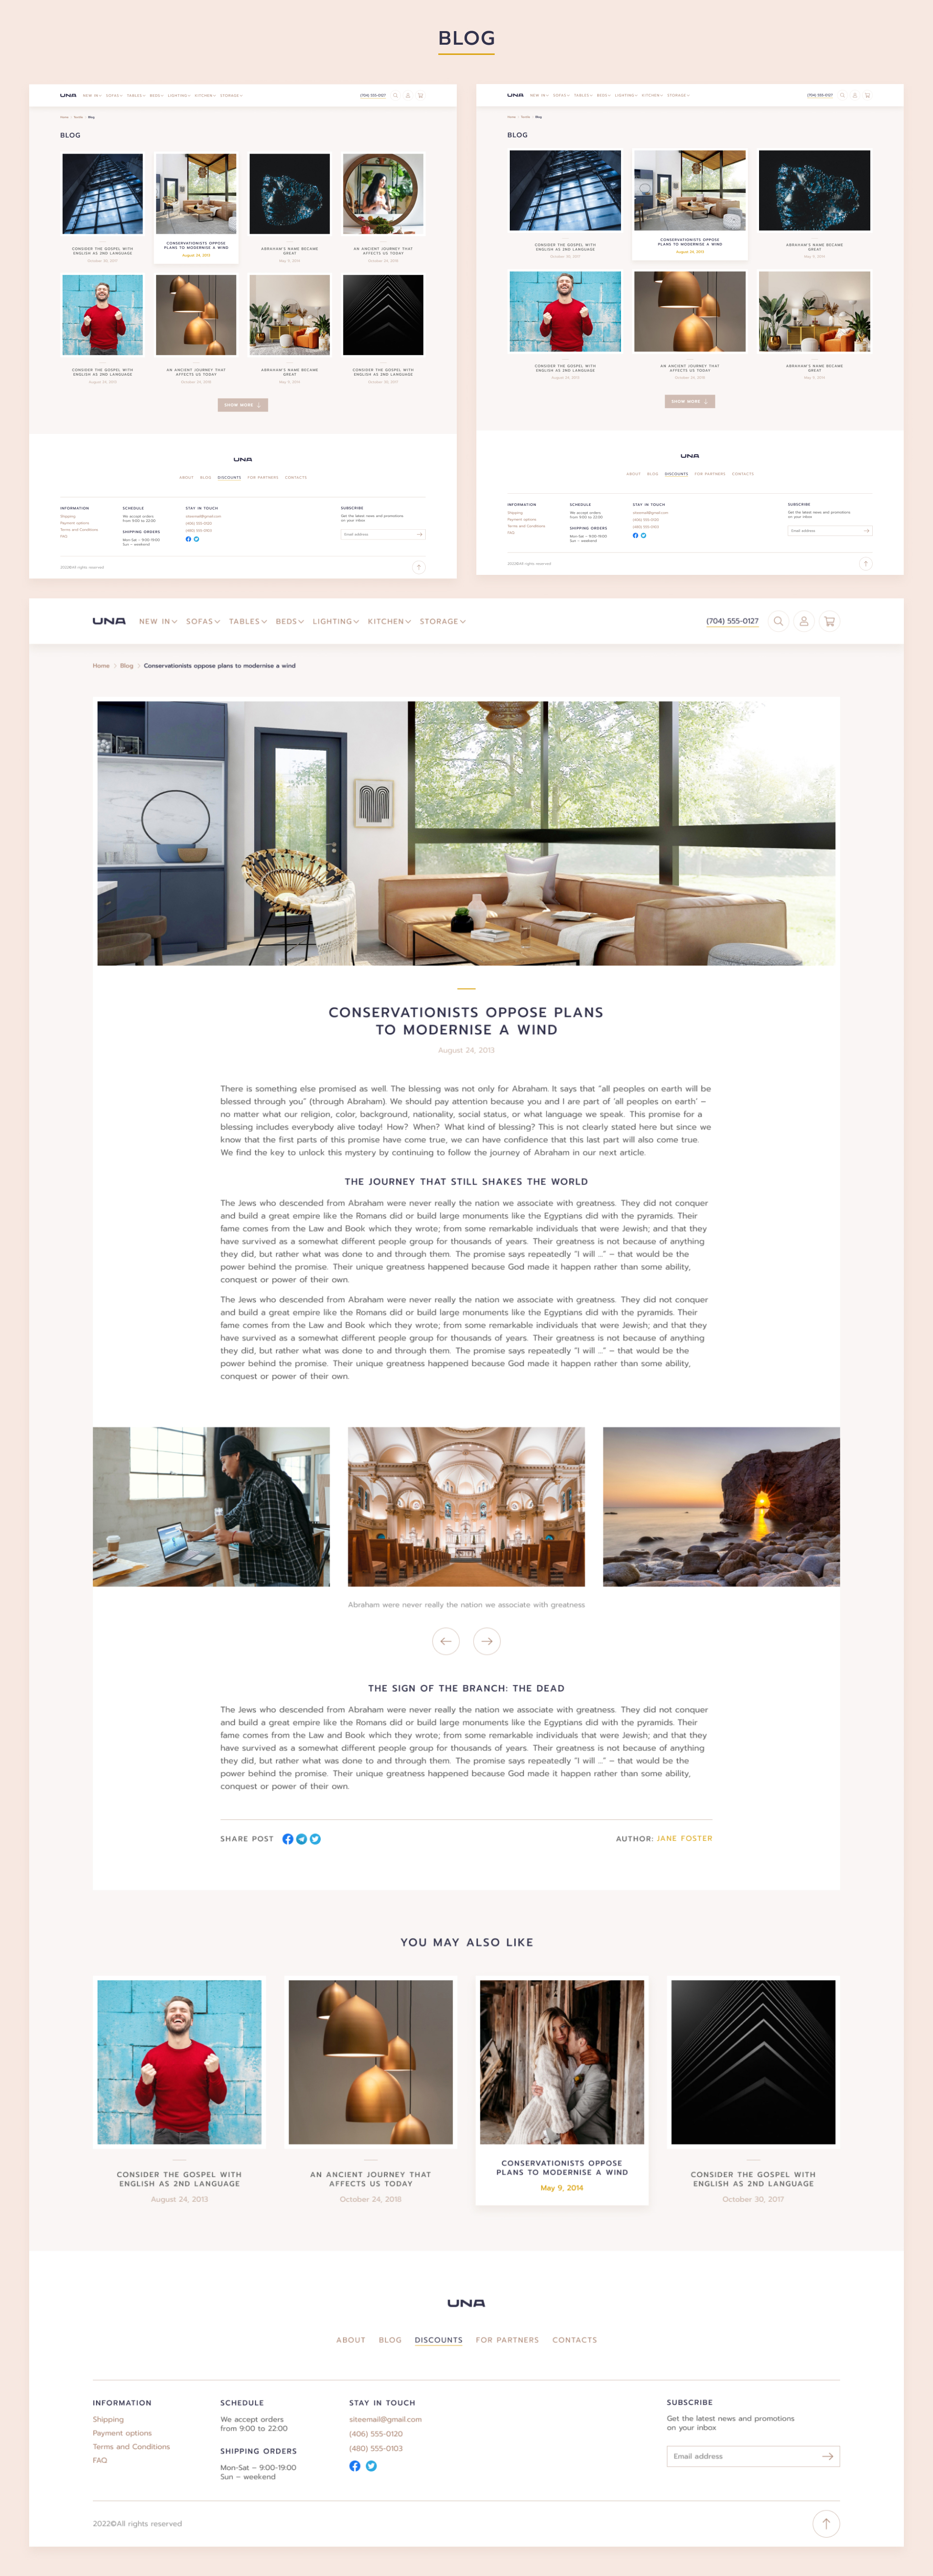 BLOG
UNA
NEW IN SOFAS TABLES BEDS LIGHTING KITCHEN STORAGE
(704) 555-0127
Home Textile Blog
BLOG
CONSIDER THE GOSPEL WITH
ENGLISH AS 2ND LANGUAGE
October 30, 2017
CONSERVATIONISTS OPPOSE
PLANS TO MODERNISE A WIND
August 24, 2013
ABRAHAM'S NAME BECAME
GREAT
May 9, 2014
AN ANCIENT JOURNEY THAT
AFFECTS US TODAY
October 24, 2018
CONSIDER THE GOSPEL WITH
ENGLISH AS 2ND LANGUAGE
August 24, 2013
AN ANCIENT JOURNEY THAT
AFFECTS US TODAY
October 24, 2018
ABRAHAM'S NAME BECAME
GREAT
May 9, 2014
CONSIDER THE GOSPEL WITH
ENGLISH AS 2ND LANGUAGE
October 30, 2017
SHOW MORE
UNA
ABOUT BLOG DISCOUNTS FOR PARTNERS CONTACTS
INFORMATION
Shipping
Payment options
Terms and Conditions
FAQ
SCHEDULE
We accept orders
from 9:00 to 22:00
SHIPPING ORDERS
Mon-Sat – 9:00-19:00
Sun – weekend
STAY IN TOUCH
siteemail@gmail.com
(406) 555-0120
(480) 555-0103
SUBSCRIBE
Get the latest news and promotions
on your inbox
Email address
2022©All rights reserved
UNA
NEW IN SOFAS TABLES BEDS LIGHTING KITCHEN STORAGE
(704) 555-0127
Home Textile Blog
BLOG
CONSIDER THE GOSPEL WITH
ENGLISH AS 2ND LANGUAGE
October 30, 2017
CONSERVATIONISTS OPPOSE
PLANS TO MODERNISE A WIND
August 24, 2013
ABRAHAM'S NAME BECAME
GREAT
May 9, 2014
CONSIDER THE GOSPEL WITH
ENGLISH AS 2ND LANGUAGE
August 24, 2013
AN ANCIENT JOURNEY THAT
AFFECTS US TODAY
October 24, 2018
ABRAHAM'S NAME BECAME
GREAT
May 9, 2014
SHOW MORE
UNA
ABOUT BLOG DISCOUNTS FOR PARTNERS CONTACTS
INFORMATION
Shipping
Payment options
Terms and Conditions
FAQ
SCHEDULE
We accept orders
from 9:00 to 22:00
SHIPPING ORDERS
Mon-Sat – 9:00-19:00
Sun – weekend
STAY IN TOUCH
siteemail@gmail.com
(406) 555-0120
(480) 555-0103
SUBSCRIBE
Get the latest news and promotions
on your inbox
Email address
2022©All rights reserved
UNA
NEW IN SOFAS TABLES BEDS LIGHTING KITCHEN STORAGE
(704) 555-0127
Home Blog Conservationists oppose plans to modernise a wind
CONSERVATIONISTS OPPOSE PLANS
TO MODERNISE A WIND
August 24, 2013
There is something else promised as well. The blessing was not only for Abraham. It says that "all peoples on earth will be
blessed through you" (through Abraham). We should pay attention because you and I are part of 'all peoples on earth' –
no matter what our religion, color, background, nationality, social status, or what language we speak. This promise for a
blessing includes everybody alive today! How? When? What kind of blessing? This is not clearly stated here but since we
know that the first parts of this promise have come true, we can have confidence that this last part will also come true.
We find the key to unlock this mystery by continuing to follow the journey of Abraham in our next article.
THE JOURNEY THAT STILL SHAKES THE WORLD
The Jews who descended from Abraham were never really the nation we associate with greatness. They did not conquer
and build a great empire like the Romans did or build large monuments like the Egyptians did with the pyramids. Their
fame comes from the Law and Book which they wrote; from some remarkable individuals that were Jewish; and that they
have survived as a somewhat different people group for thousands of years. Their greatness is not because of anything
they did, but rather what was done to and through them. The promise says repeatedly "I will ..." – that would be the
power behind the promise. Their unique greatness happened because God made it happen rather than some ability,
conquest or power of their own.
The Jews who descended from Abraham were never really the nation we associate with greatness. They did not conquer
and build a great empire like the Romans did or build large monuments like the Egyptians did with the pyramids. Their
fame comes from the Law and Book which they wrote; from some remarkable individuals that were Jewish; and that they
have survived as a somewhat different people group for thousands of years. Their greatness is not because of anything
they did, but rather what was done to and through them. The promise says repeatedly "I will ..." – that would be the
power behind the promise. Their unique greatness happened because God made it happen rather than some ability,
conquest or power of their own.
Abraham were never really the nation we associate with greatness
THE SIGN OF THE BRANCH: THE DEAD
The Jews who descended from Abraham were never really the nation we associate with greatness. They did not conquer
and build a great empire like the Romans did or build large monuments like the Egyptians did with the pyramids. Their
fame comes from the Law and Book which they wrote; from some remarkable individuals that were Jewish; and that they
have survived as a somewhat different people group for thousands of years. Their greatness is not because of anything
they did, but rather what was done to and through them. The promise says repeatedly "I will ..." – that would be the
power behind the promise. Their unique greatness happened because God made it happen rather than some ability,
conquest or power of their own.
SHARE POST
AUTHOR: JANE FOSTER
YOU MAY ALSO LIKE
CONSIDER THE GOSPEL WITH
ENGLISH AS 2ND LANGUAGE
August 24, 2013
AN ANCIENT JOURNEY THAT
AFFECTS US TODAY
October 24, 2018
CONSERVATIONISTS OPPOSE
PLANS TO MODERNISE A WIND
May 9, 2014
CONSIDER THE GOSPEL WITH
ENGLISH AS 2ND LANGUAGE
October 30, 2017
UNA
ABOUT BLOG DISCOUNTS FOR PARTNERS CONTACTS
INFORMATION
Shipping
Payment options
Terms and Conditions
FAQ
SCHEDULE
We accept orders
from 9:00 to 22:00
SHIPPING ORDERS
Mon-Sat – 9:00-19:00
Sun – weekend
STAY IN TOUCH
siteemail@gmail.com
(406) 555-0120
(480) 555-0103
SUBSCRIBE
Get the latest news and promotions
on your inbox
Email address
2022©All rights reserved